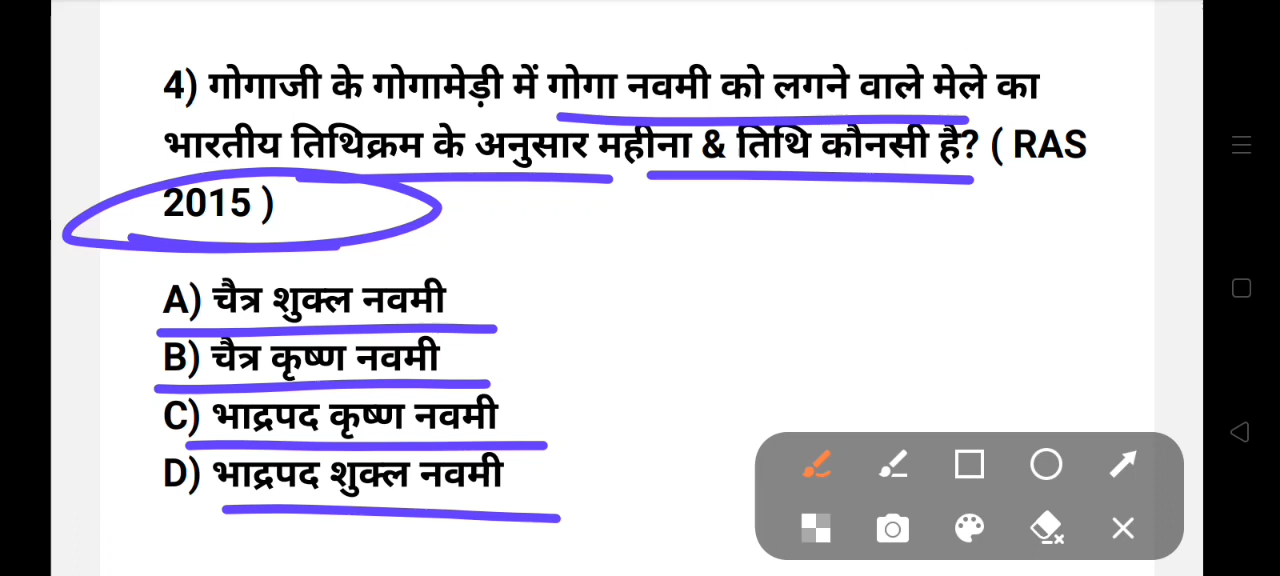 4) गोगाजी के गोगामेड़ी में गोगा नवमी को लगने वाले मेले का
भारतीय तिथिक्रम के अनुसार महीना & तिथि कौनसी है? ( RAS
2015 )
A) चैत्र शुक्ल नवमी
B) चैत्र कृष्ण नवमी
C) भाद्रपद कृष्ण नवमी
D) भाद्रपद शुक्ल नवमी